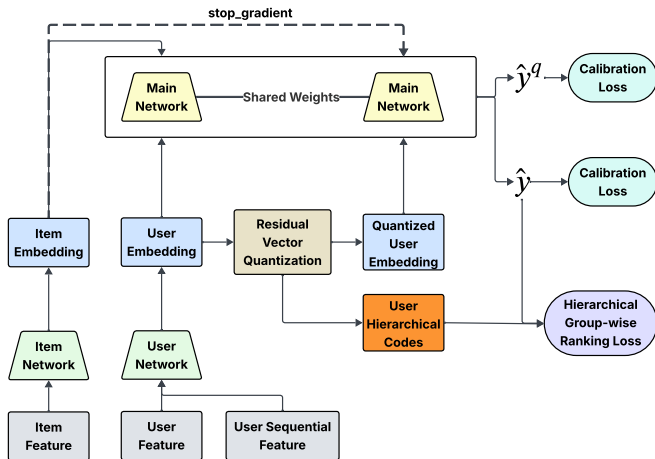 stop_gradient
Main
Network
Shared Weights
Main
Network
ŷ^q
Calibration
Loss
ŷ
Calibration
Loss
Item
Embedding
User
Embedding
Residual
Vector
Quantization
Quantized
User
Embedding
User
Hierarchical
Codes
Hierarchical
Group-wise
Ranking Loss
Item
Network
User
Network
Item
Feature
User
Feature
User Sequential
Feature